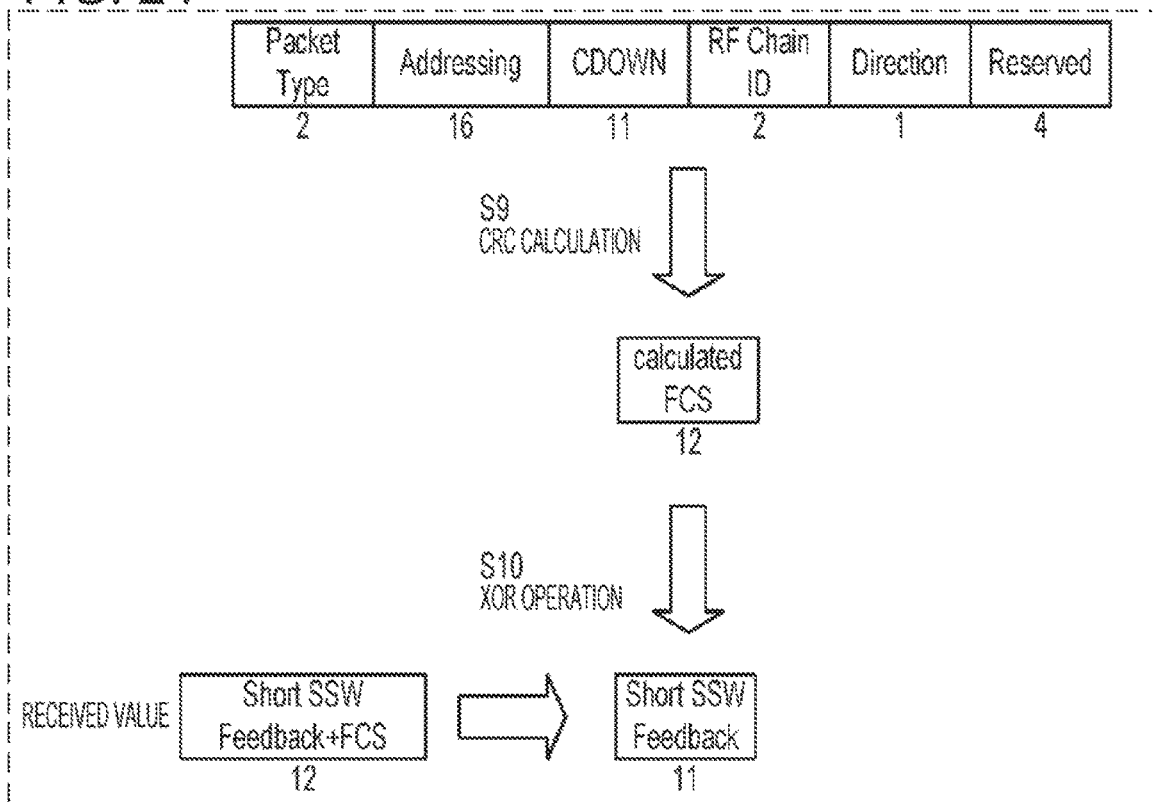 Packet
Type
Addressing
CDOWN
RF Chain
ID
Direction
Reserved
2
16
11
2
1
4
S9
CRC CALCULATION
calculated
FCS
12
S10
XOR OPERATION
RECEIVED VALUE
Short SSW
Feedback+FCS
12
Short SSW
Feedback
11